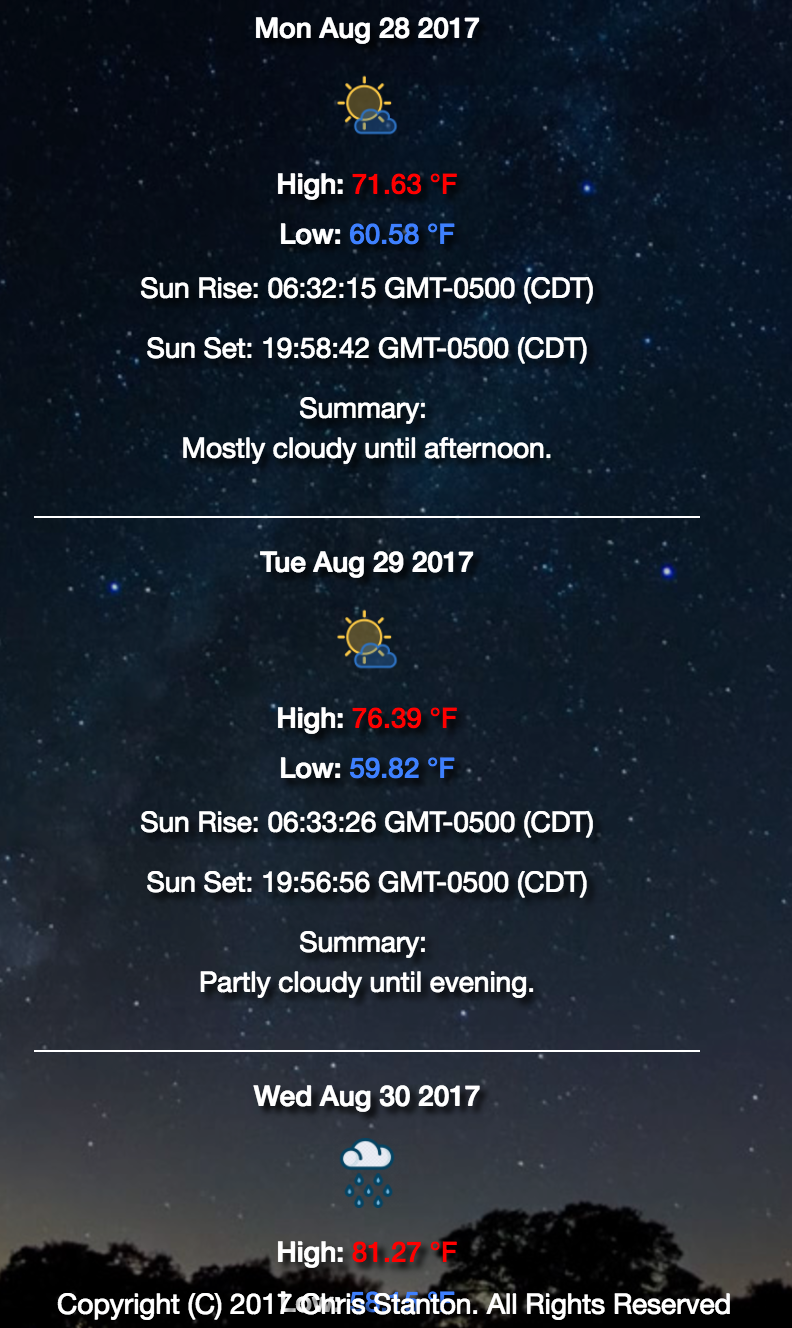 Mon Aug 28 2017
High: 71.63 °F
Low: 60.58 °F
Sun Rise: 06:32:15 GMT-0500 (CDT)
Sun Set: 19:58:42 GMT-0500 (CDT)
Summary:
Mostly cloudy until afternoon.
Tue Aug 29 2017
High: 76.39 °F
Low: 59.82 °F
Sun Rise: 06:33:26 GMT-0500 (CDT)
Sun Set: 19:56:56 GMT-0500 (CDT)
Summary:
Partly cloudy until evening.
Wed Aug 30 2017
High: 81.27 °F
Low: °F
Copyright (C) 2017 Chris Stanton. All Rights Reserved